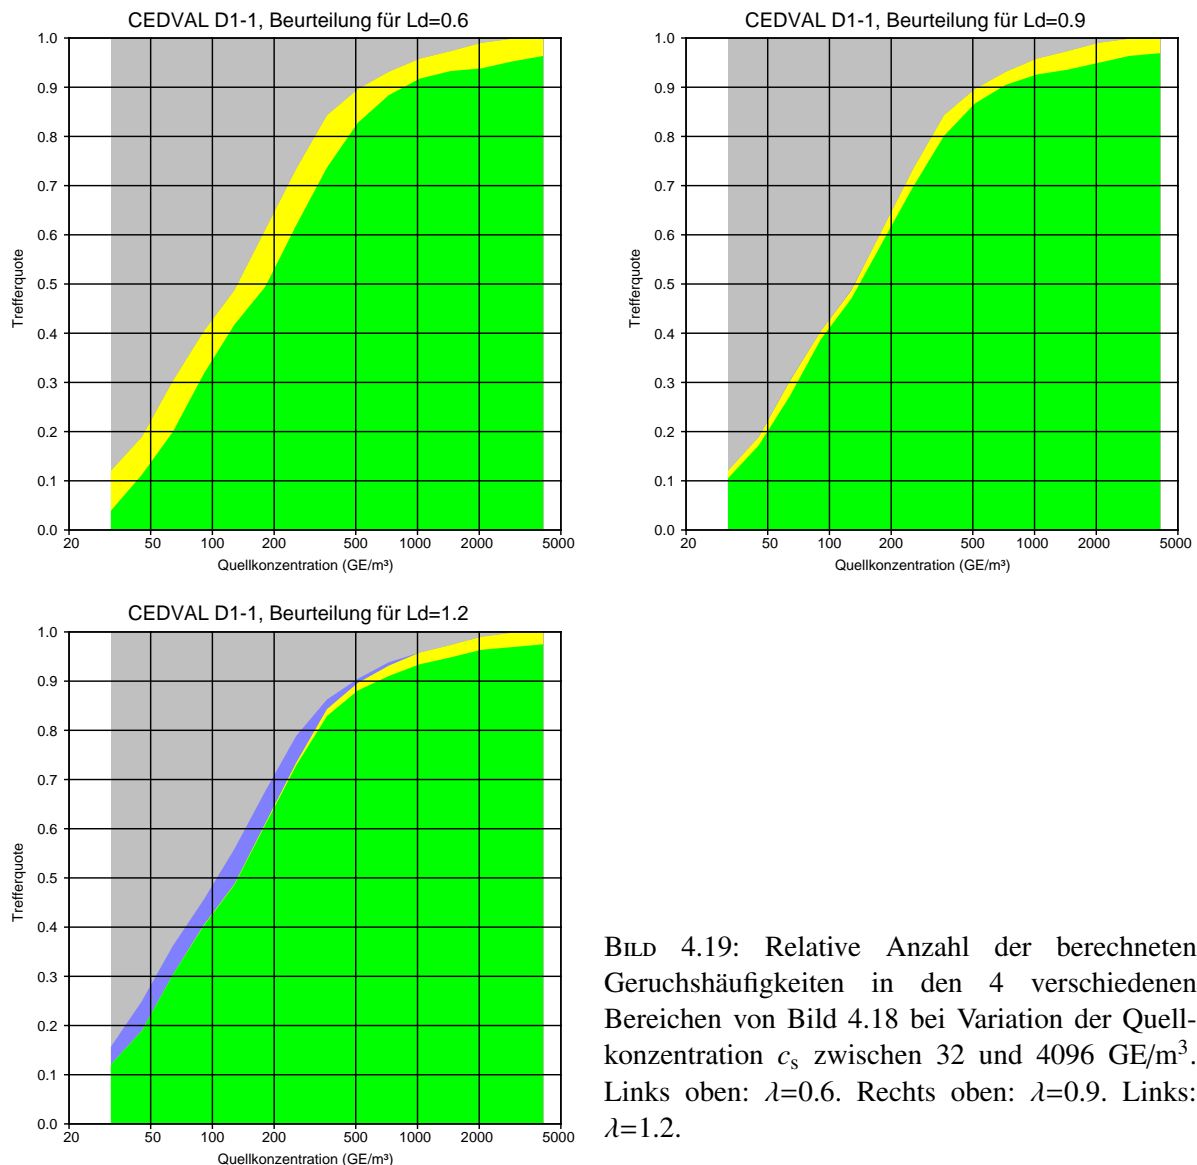 CEDVAL D1-1, Beurteilung für Ld=0.6
1.0
0.9
0.8
0.7
0.6
0.5
0.4
0.3
0.2
0.1
0.0
Trefferquote
20 50 100 200 500 1000 2000 5000
Quellkonzentration (GE/m³)
CEDVAL D1-1, Beurteilung für Ld=0.9
1.0
0.9
0.8
0.7
0.6
0.5
0.4
0.3
0.2
0.1
0.0
Trefferquote
20 50 100 200 500 1000 2000 5000
Quellkonzentration (GE/m³)
CEDVAL D1-1, Beurteilung für Ld=1.2
1.0
0.9
0.8
0.7
0.6
0.5
0.4
0.3
0.2
0.1
0.0
Trefferquote
20 50 100 200 500 1000 2000 5000
Quellkonzentration (GE/m³)
BILD 4.19: Relative Anzahl der berechneten
Geruchshäufigkeiten in den 4 verschiedenen
Bereichen von Bild 4.18 bei Variation der Quell-
konzentration cs zwischen 32 und 4096 GE/m³.
Links oben: λ=0.6. Rechts oben: λ=0.9. Links:
λ=1.2.